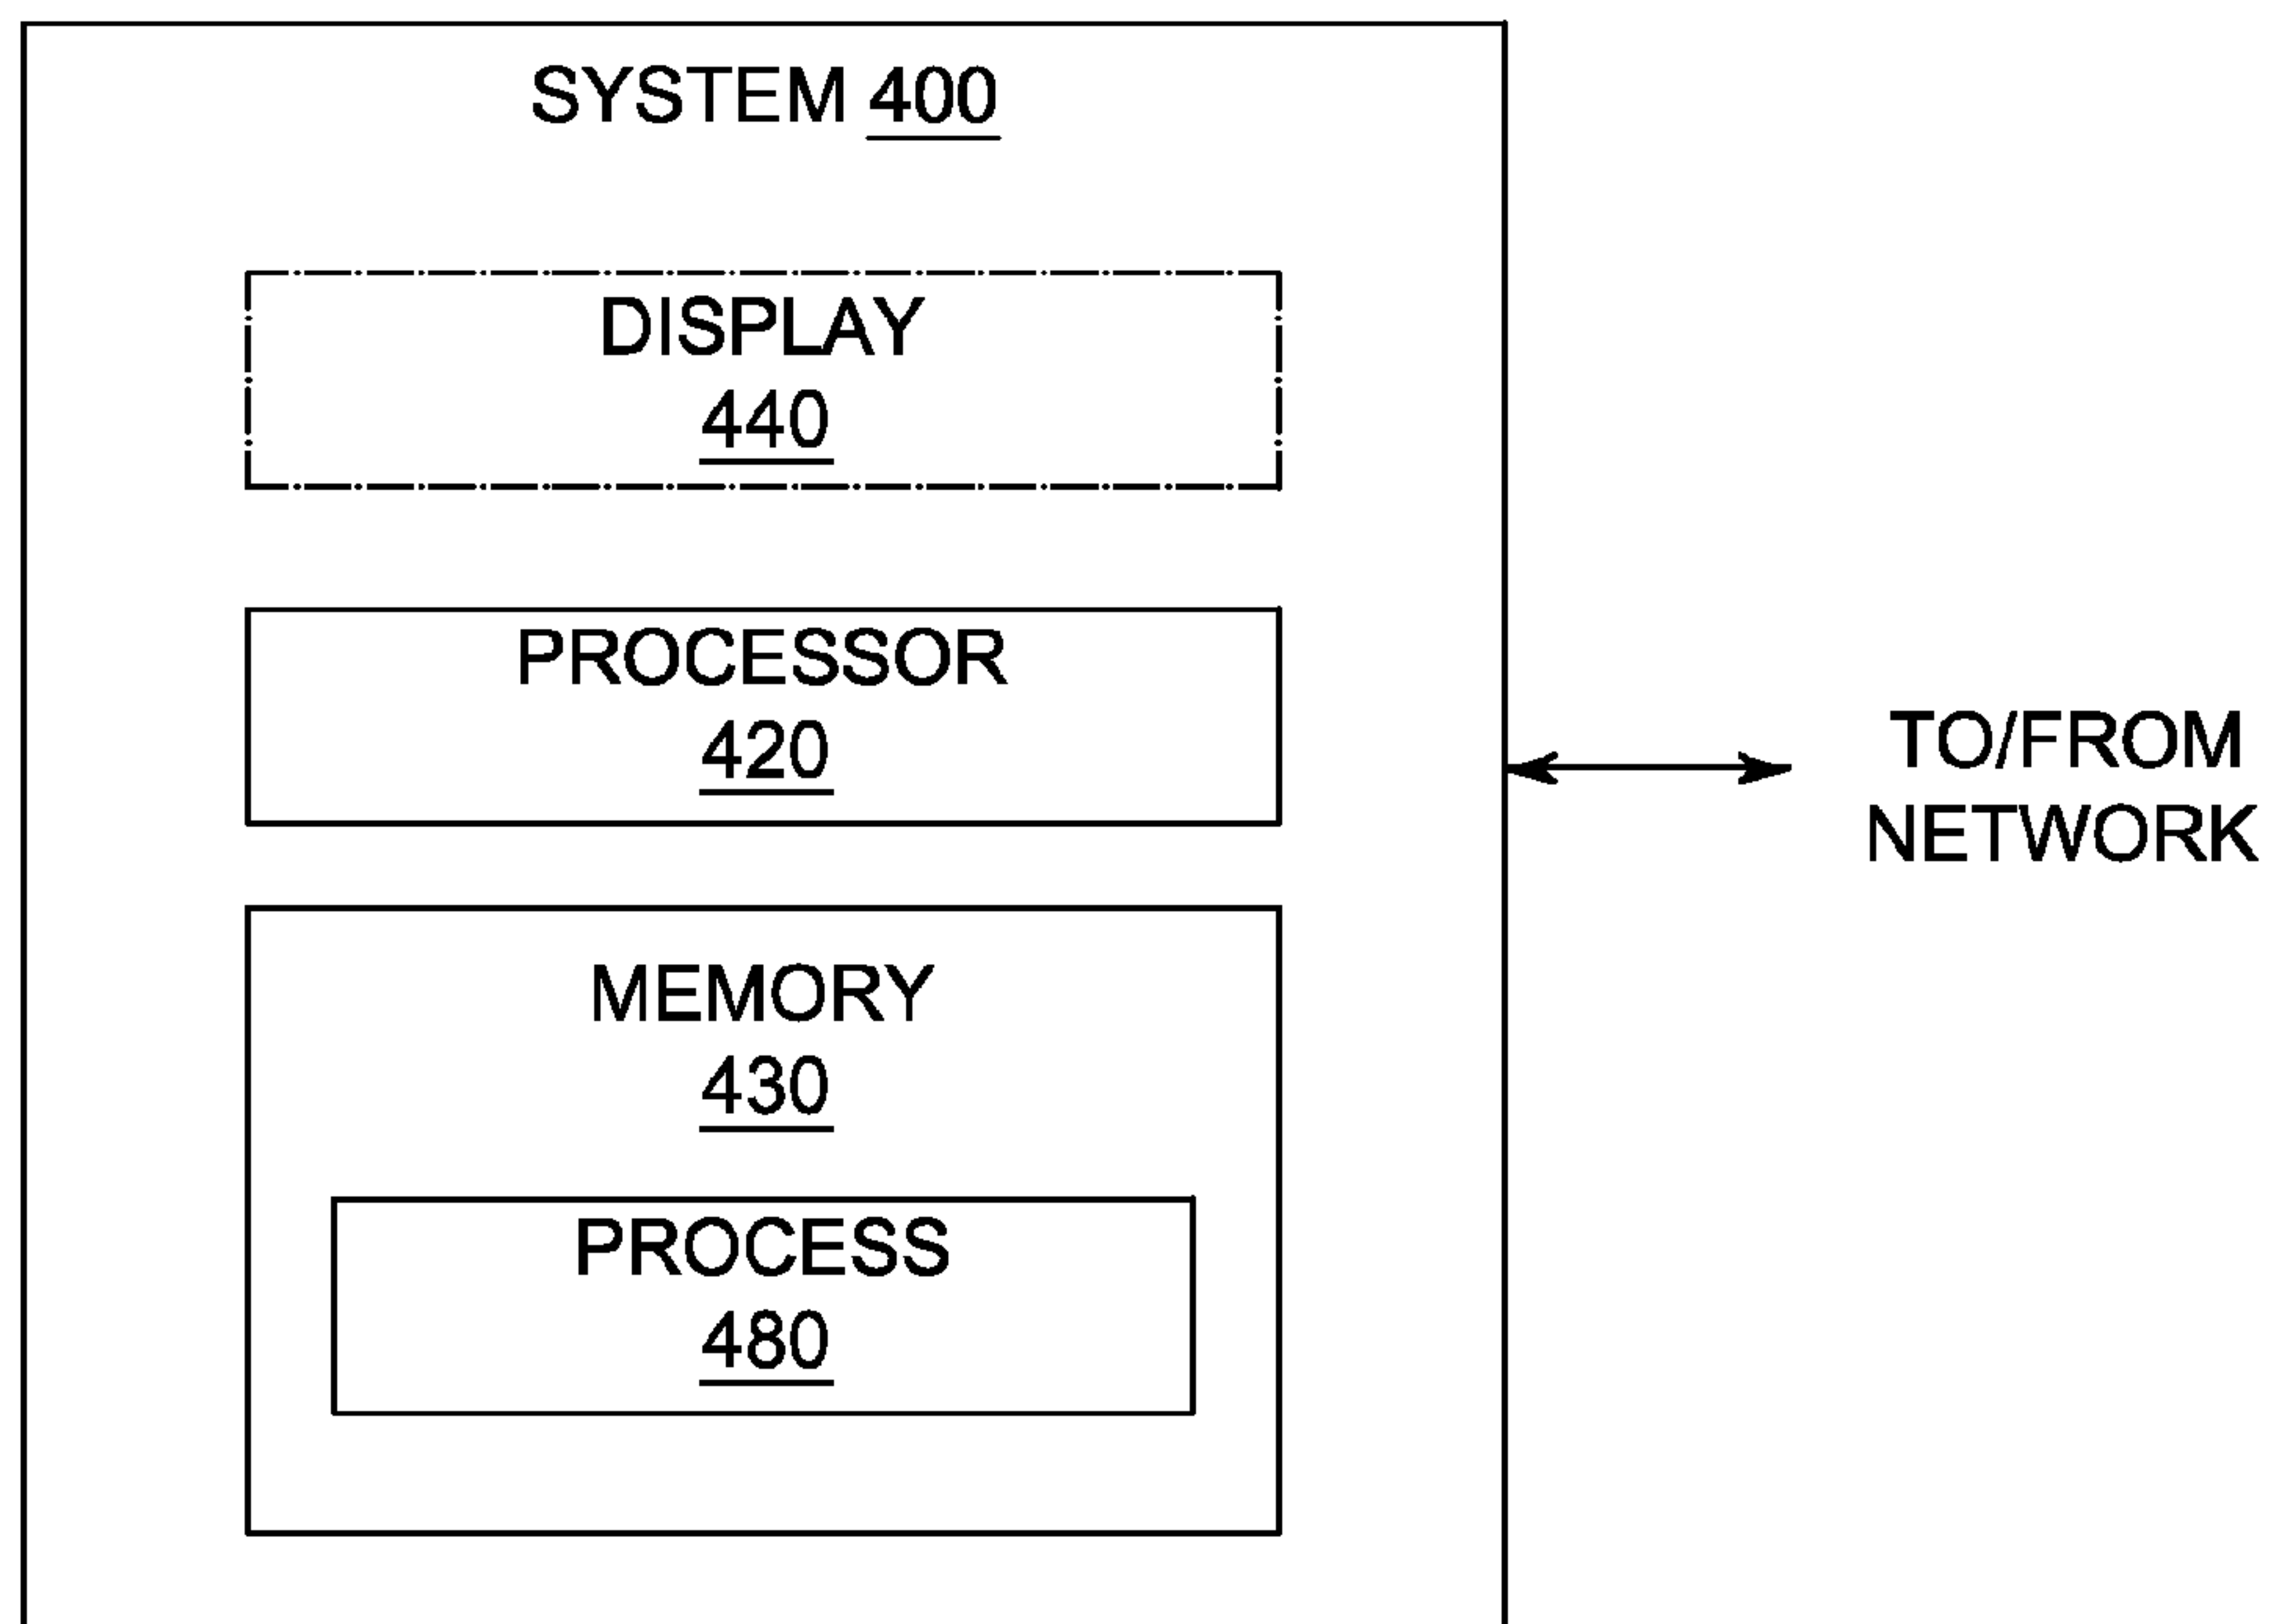 SYSTEM 400
DISPLAY
440
PROCESSOR
420
TO/FROM
NETWORK
MEMORY
430
PROCESS
480